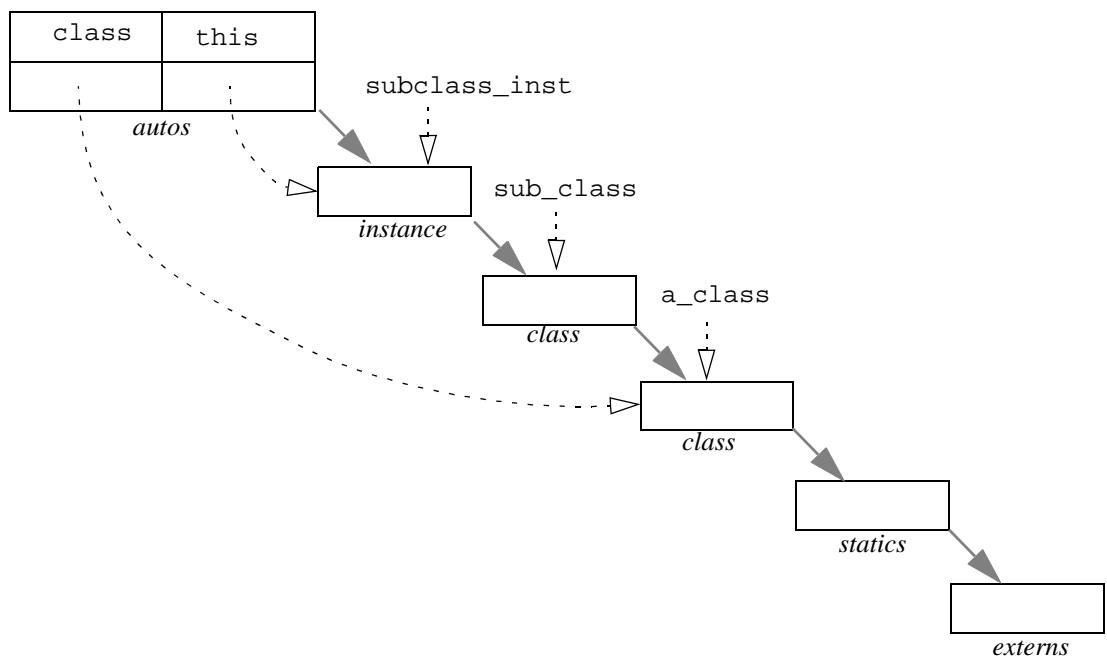 class this
subclass_inst
autos
sub_class
instance
a_class
class
class
statics
externs